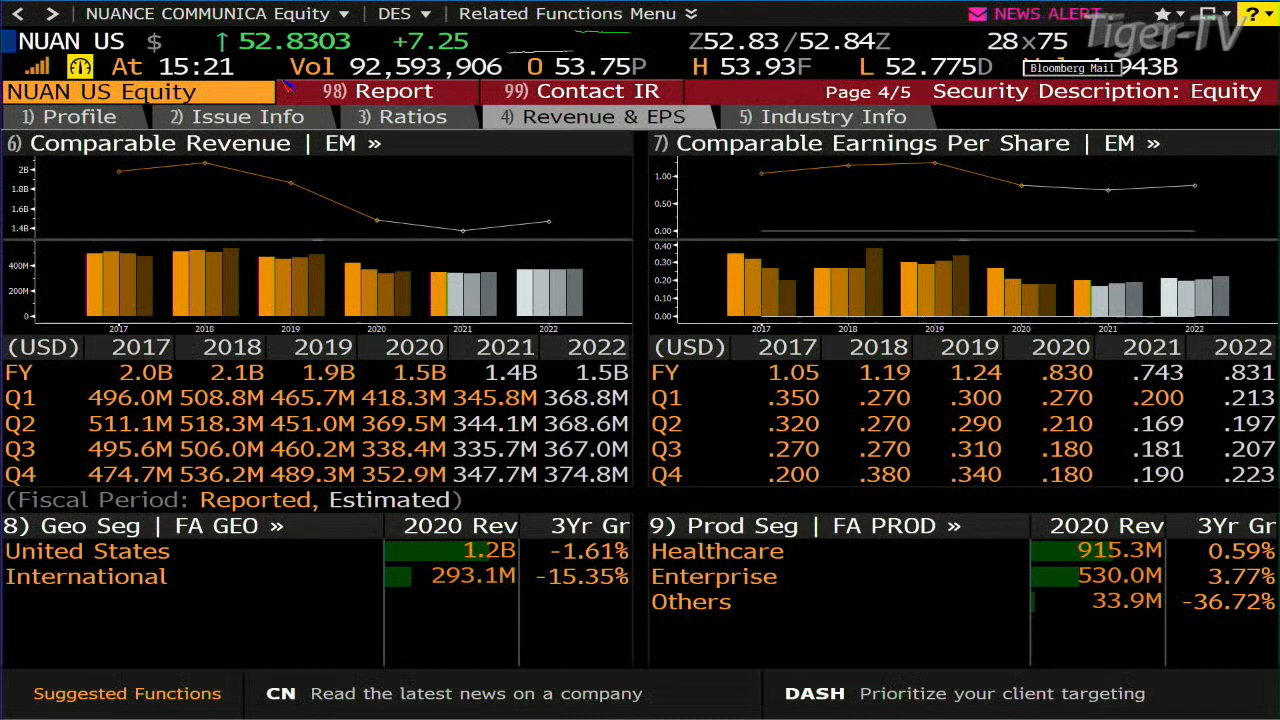 < > NUANCE COMMUNICA Equity ▾ DES ▾ Related Functions Menu NEWS ALERT ? ▾
Tiger-TV
NUAN US $ ↑ 52.8303 +7.25 Z52.83/52.84Z 28x75
At 15:21 Vol 92,593,906 O 53.75P H 53.93F L 52.775D
Bloomberg Mail
NUAN US Equity 98) Report 99) Contact IR Page 4/5 Security Description: Equity
1) Profile 2) Issue Info 3) Ratios 4) Revenue & EPS 5) Industry Info
6) Comparable Revenue | EM » 7) Comparable Earnings Per Share | EM »
2B
1.8B
1.6B
1.4B
1.00
0.50
0.00
400M
200M
0
0.40
0.30
0.20
0.10
0.00
2017 2018 2019 2020 2021 2022 2017 2018 2019 2020 2021 2022
(USD) 2017 2018 2019 2020 2021 2022 (USD) 2017 2018 2019 2020 2021 2022
FY 2.0B 2.1B 1.9B 1.5B 1.4B 1.5B FY 1.05 1.19 1.24 .830 .743 .831
Q1 496.0M 508.8M 465.7M 418.3M 345.8M 368.8M Q1 .350 .270 .300 .270 .200 .213
Q2 511.1M 518.3M 451.0M 369.5M 344.1M 368.6M Q2 .320 .270 .290 .210 .169 .197
Q3 495.6M 506.0M 460.2M 338.4M 335.7M 367.0M Q3 .270 .270 .310 .180 .181 .207
Q4 474.7M 536.2M 489.3M 352.9M 347.7M 374.8M Q4 .200 .380 .340 .180 .190 .223
(Fiscal Period: Reported, Estimated)
8) Geo Seg | FA GEO » 2020 Rev 3Yr Gr 9) Prod Seg | FA PROD » 2020 Rev 3Yr Gr
United States 1.2B -1.61% Healthcare 915.3M 0.59%
International 293.1M -15.35% Enterprise 530.0M 3.77%
Others 33.9M -36.72%
Suggested Functions CN Read the latest news on a company DASH Prioritize your client targeting